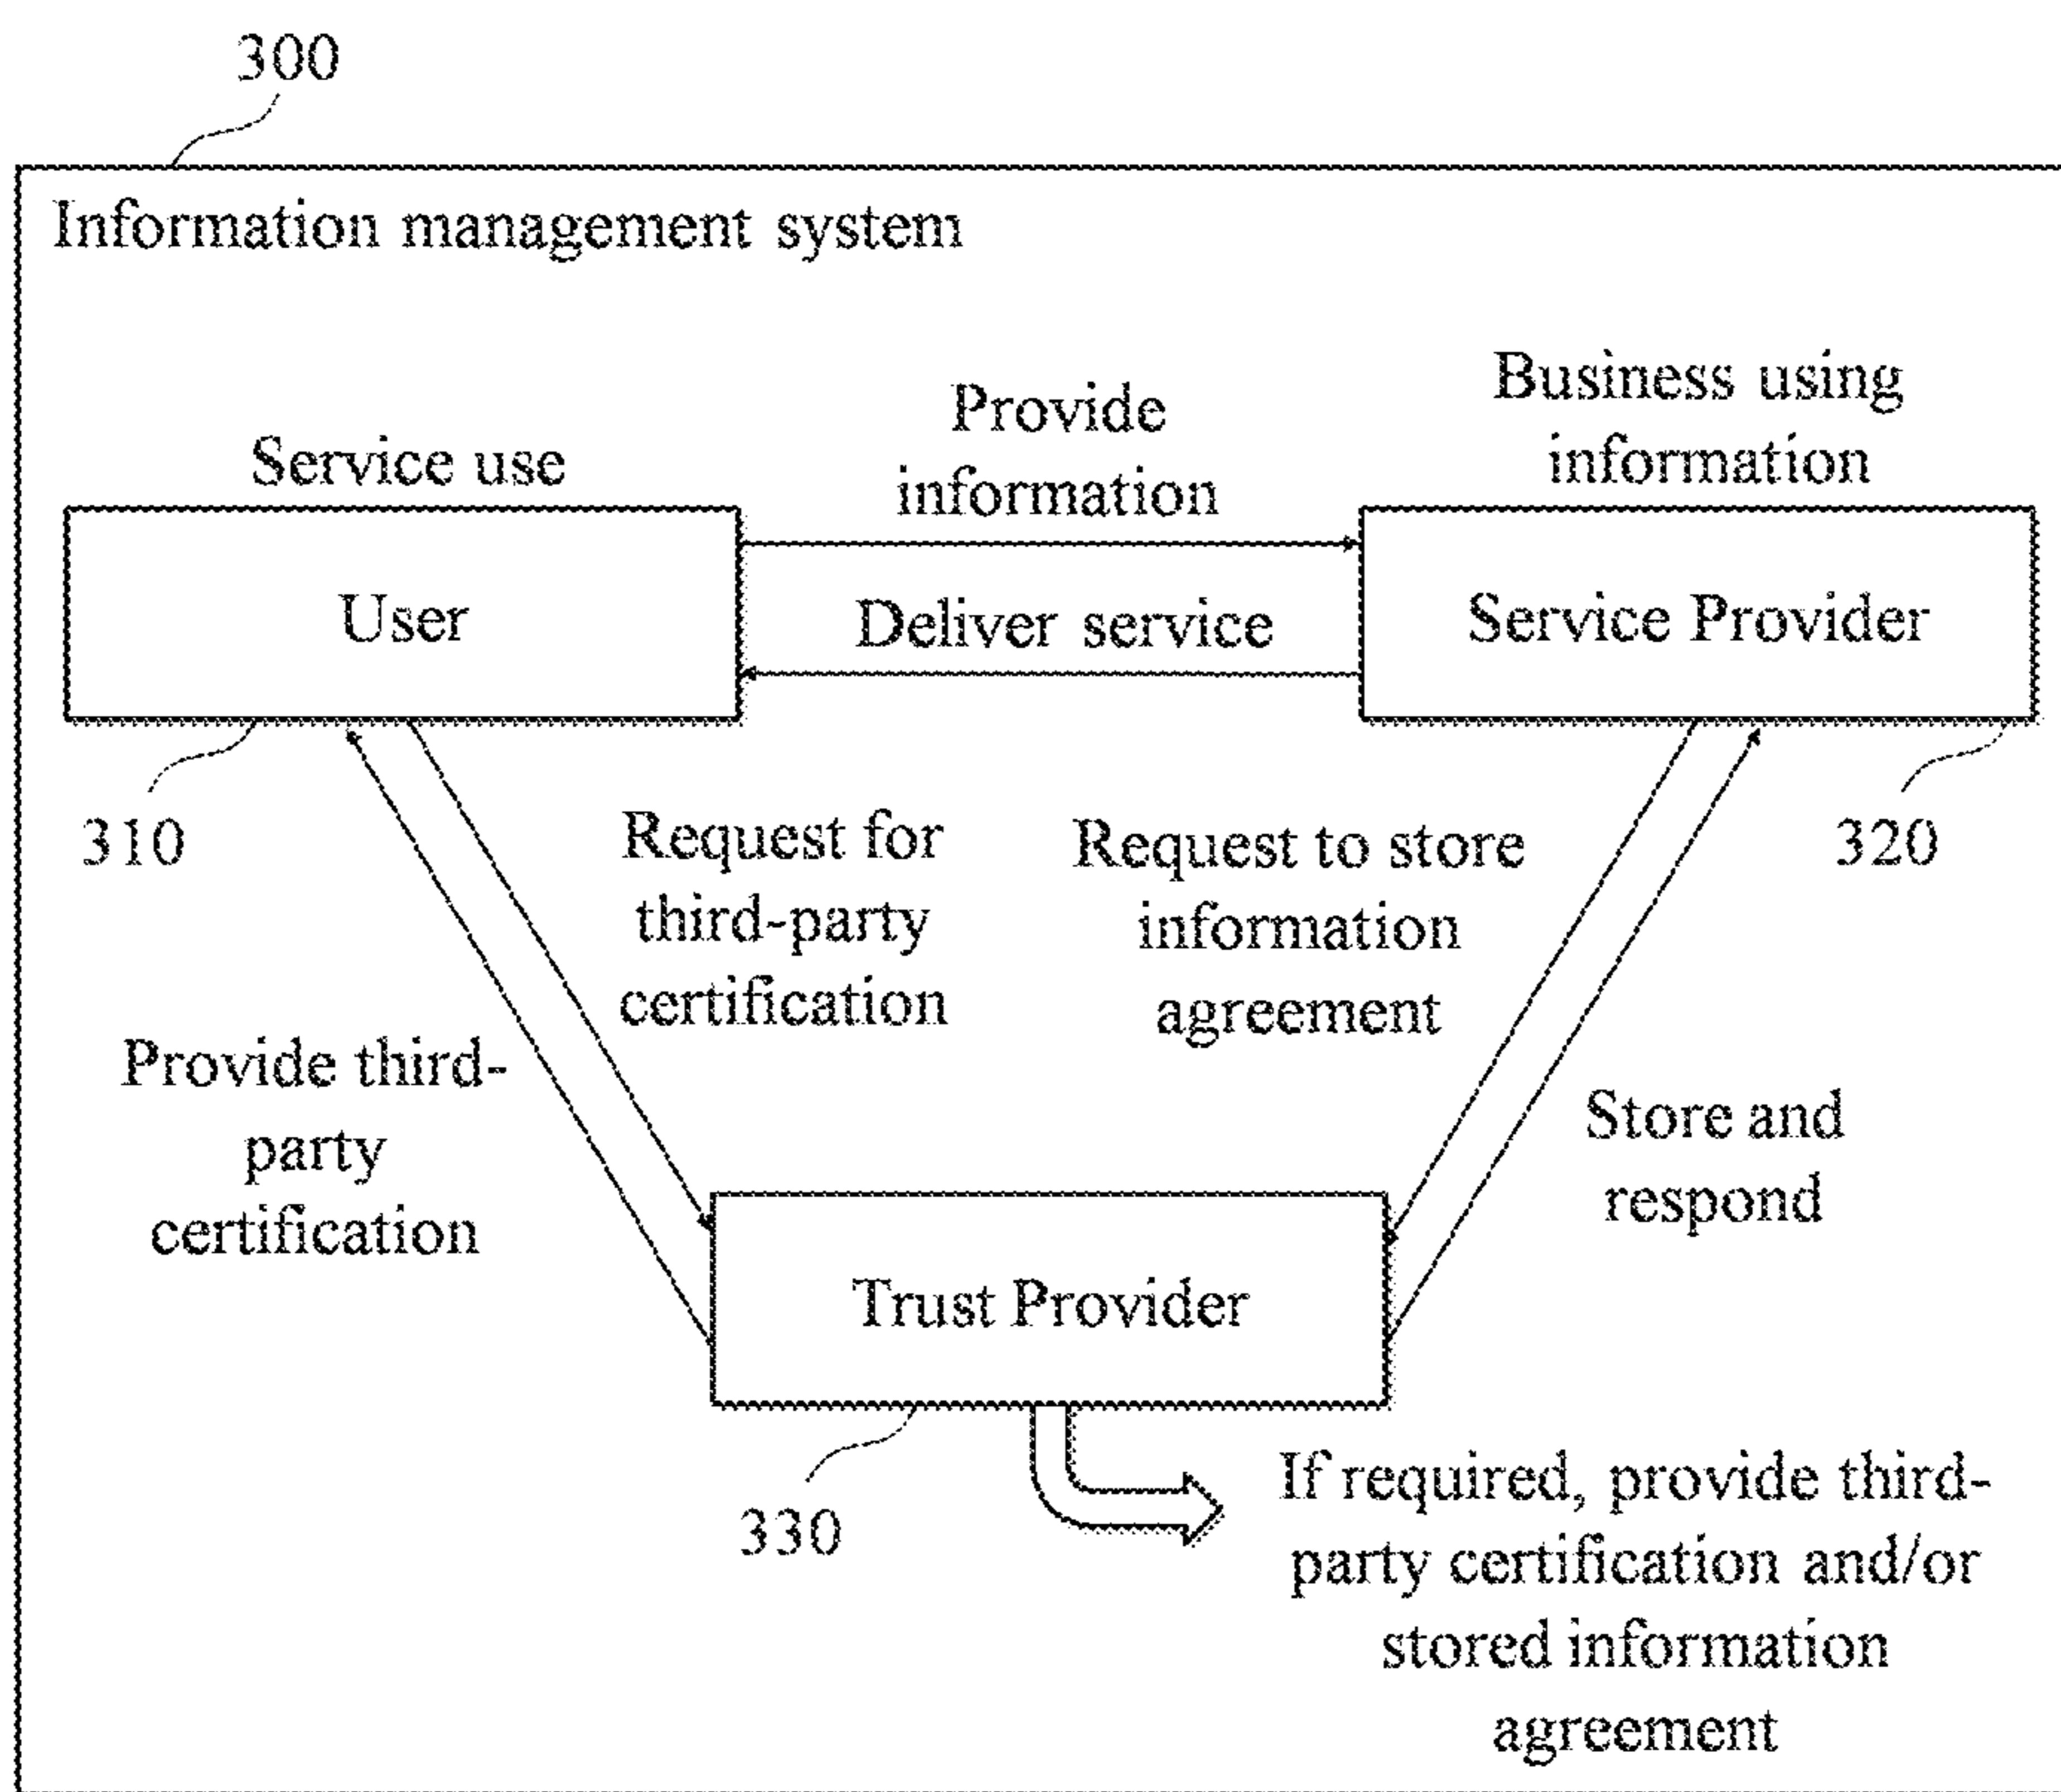 300
Information management system
Service use
Provide
information
Business using
information
User
Deliver service
Service Provider
310
Request for
third-party
certification
Request to store
information
agreement
320
Provide third-
party
certification
Store and
respond
Trust Provider
330
If required, provide third-
party certification and/or
stored information
agreement